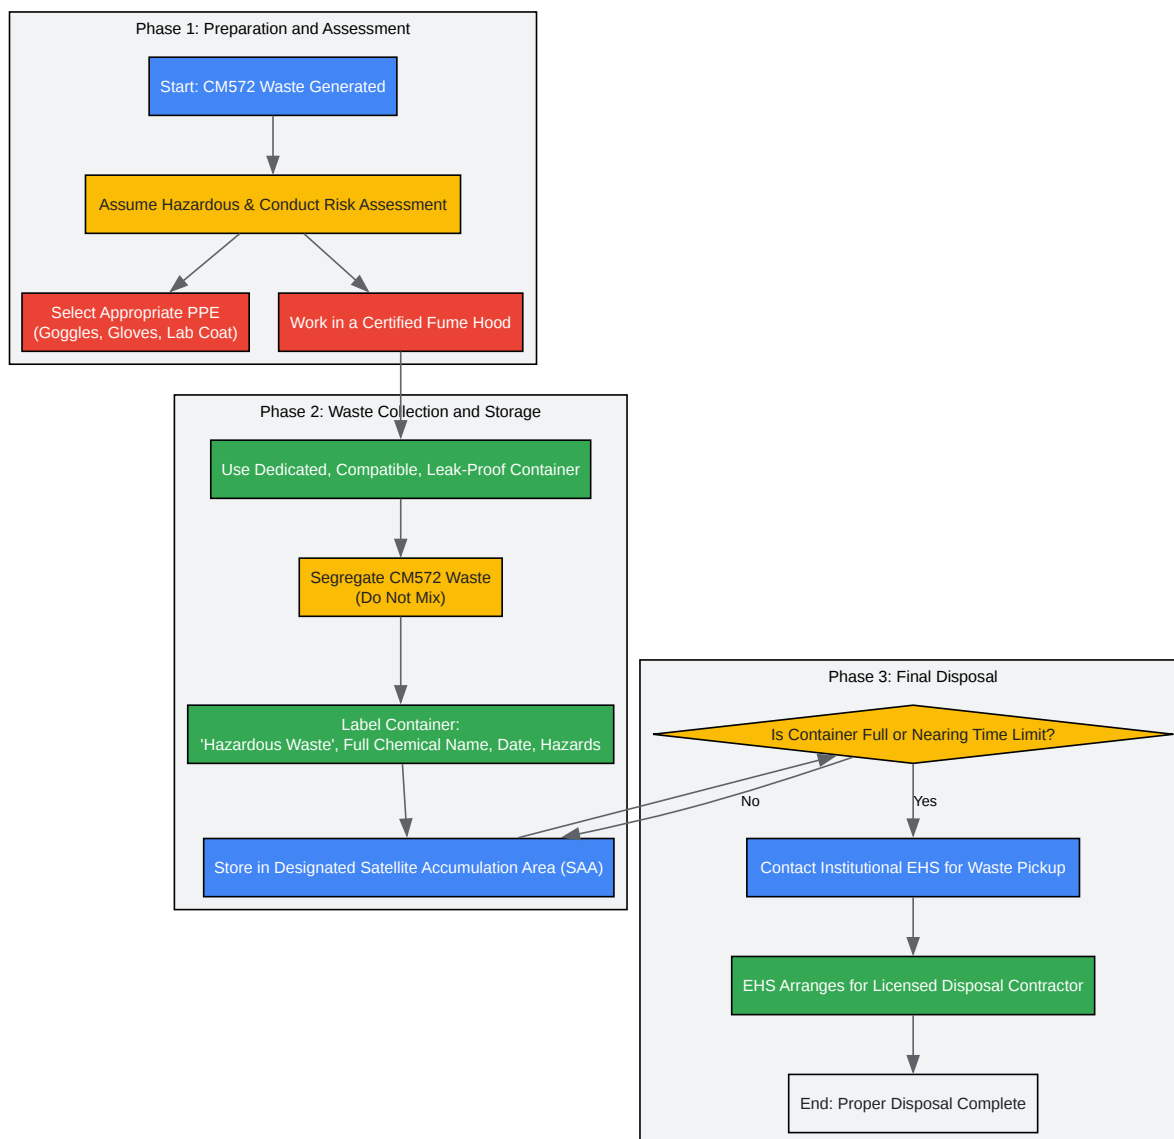 Phase 1: Preparation and Assessment
Start: CM572 Waste Generated
Assume Hazardous & Conduct Risk Assessment
Select Appropriate PPE
(Goggles, Gloves, Lab Coat)
Work in a Certified Fume Hood
Phase 2: Waste Collection and Storage
Use Dedicated, Compatible, Leak-Proof Container
Segregate CM572 Waste
(Do Not Mix)
Label Container:
'Hazardous Waste', Full Chemical Name, Date, Hazards
Store in Designated Satellite Accumulation Area (SAA)
Phase 3: Final Disposal
Is Container Full or Nearing Time Limit?
No
Yes
Contact Institutional EHS for Waste Pickup
EHS Arranges for Licensed Disposal Contractor
End: Proper Disposal Complete